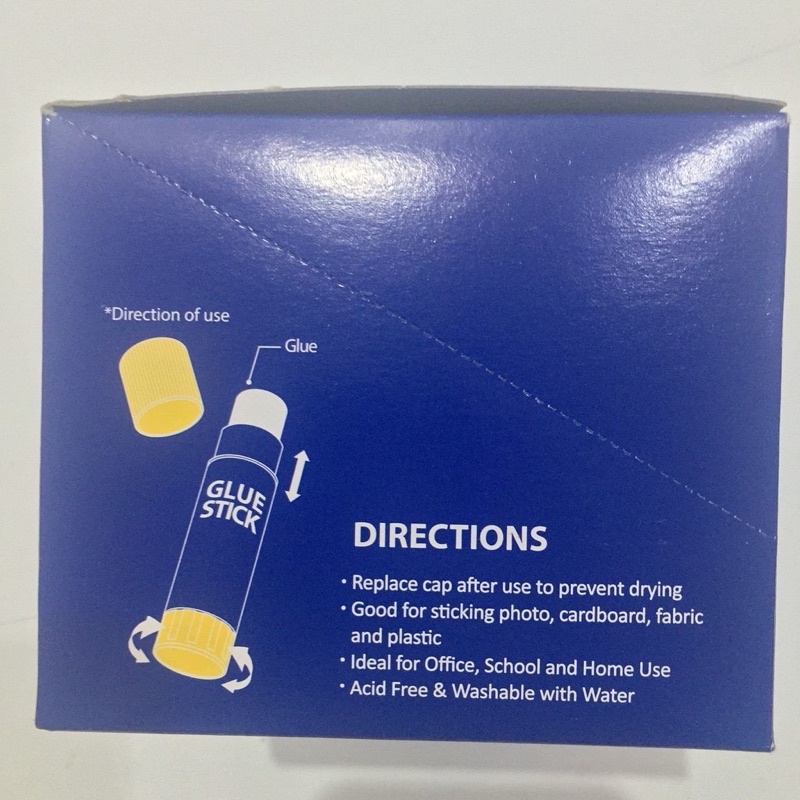 *Direction of use
Glue
GLUE
STICK
DIRECTIONS
• Replace cap after use to prevent drying
• Good for sticking photo, cardboard, fabric
and plastic
• Ideal for Office, School and Home Use
• Acid Free & Washable with Water